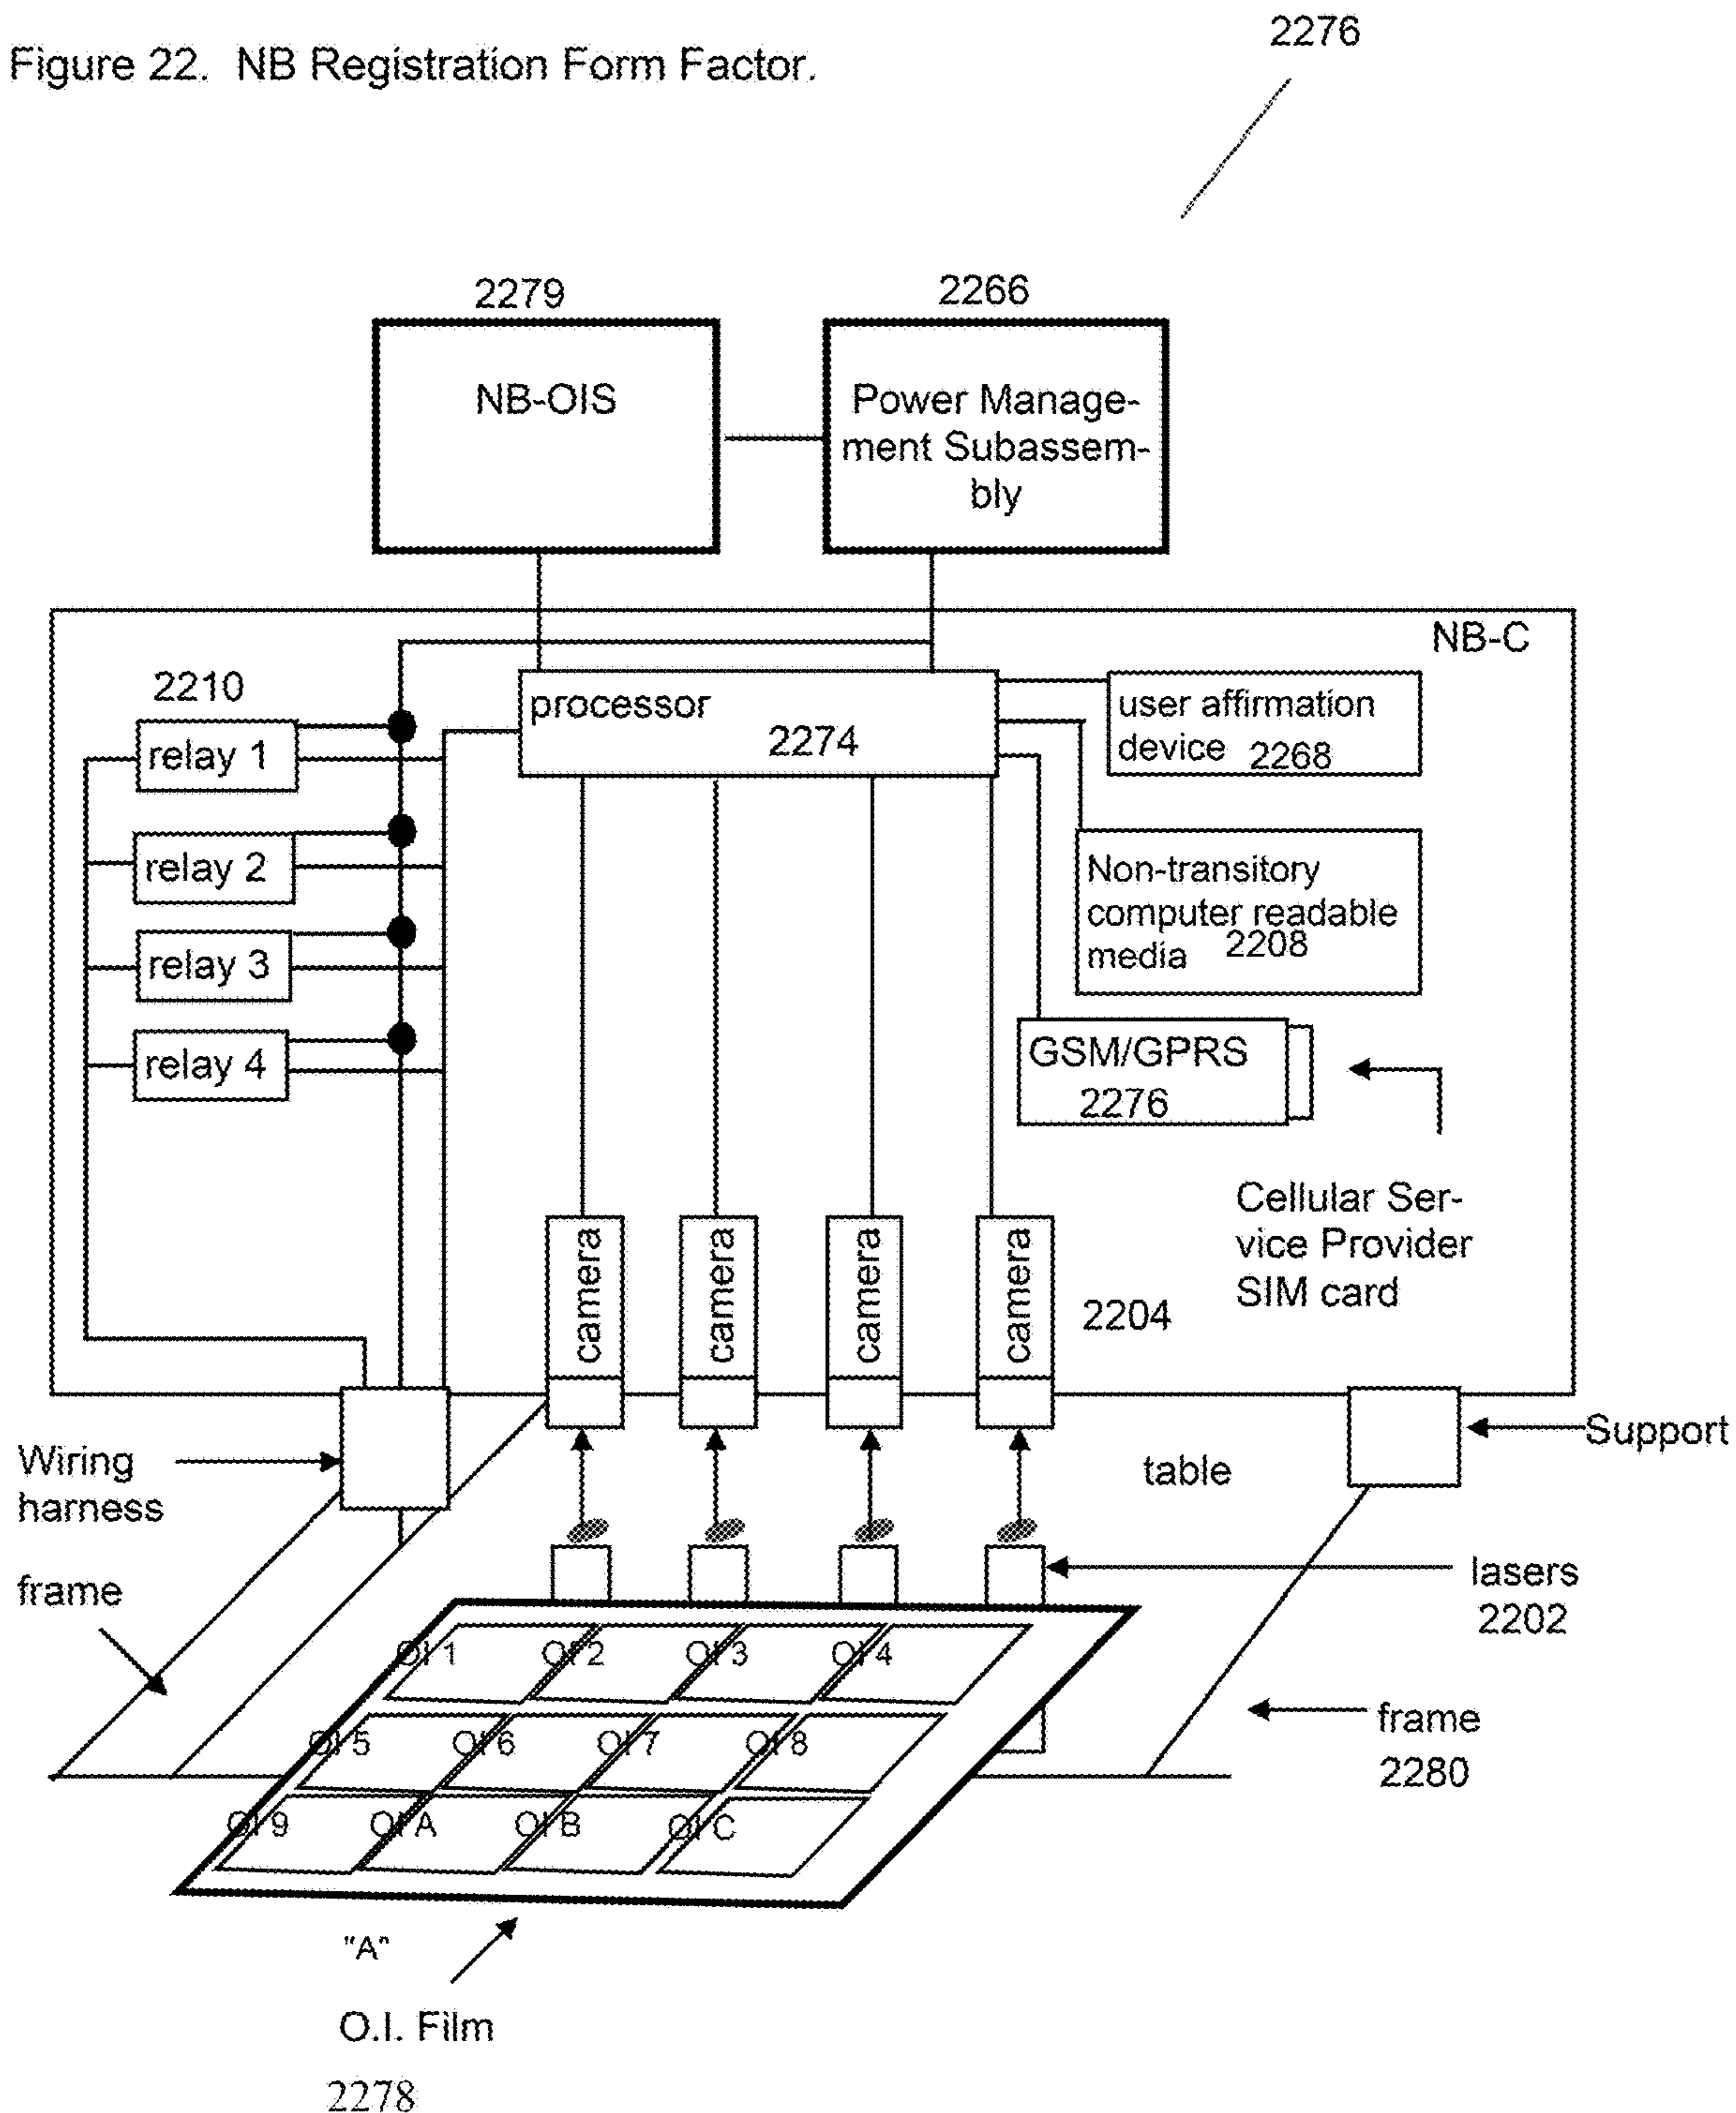 2276
Figure 22. NB Registration Form Factor.
2279
2266
NB-OIS
Power Manage-
ment Subassem-
bly
NB-C
2210
relay 1
relay 2
relay 3
relay 4
processor
2274
user affirmation
device 2268
Non-transitory
computer readable
media 2208
GSM/GPRS
2276
Cellular Ser-
vice Provider
SIM card
camera
camera
camera
camera
2204
Wiring
harness
table
Support
frame
lasers
2202
OI 1
OI 2
OI 3
OI 4
OI 5
OI 6
OI 7
OI 8
OI 9
OI A
OI B
OI C
frame
2280
"A"
O.I. Film
2278